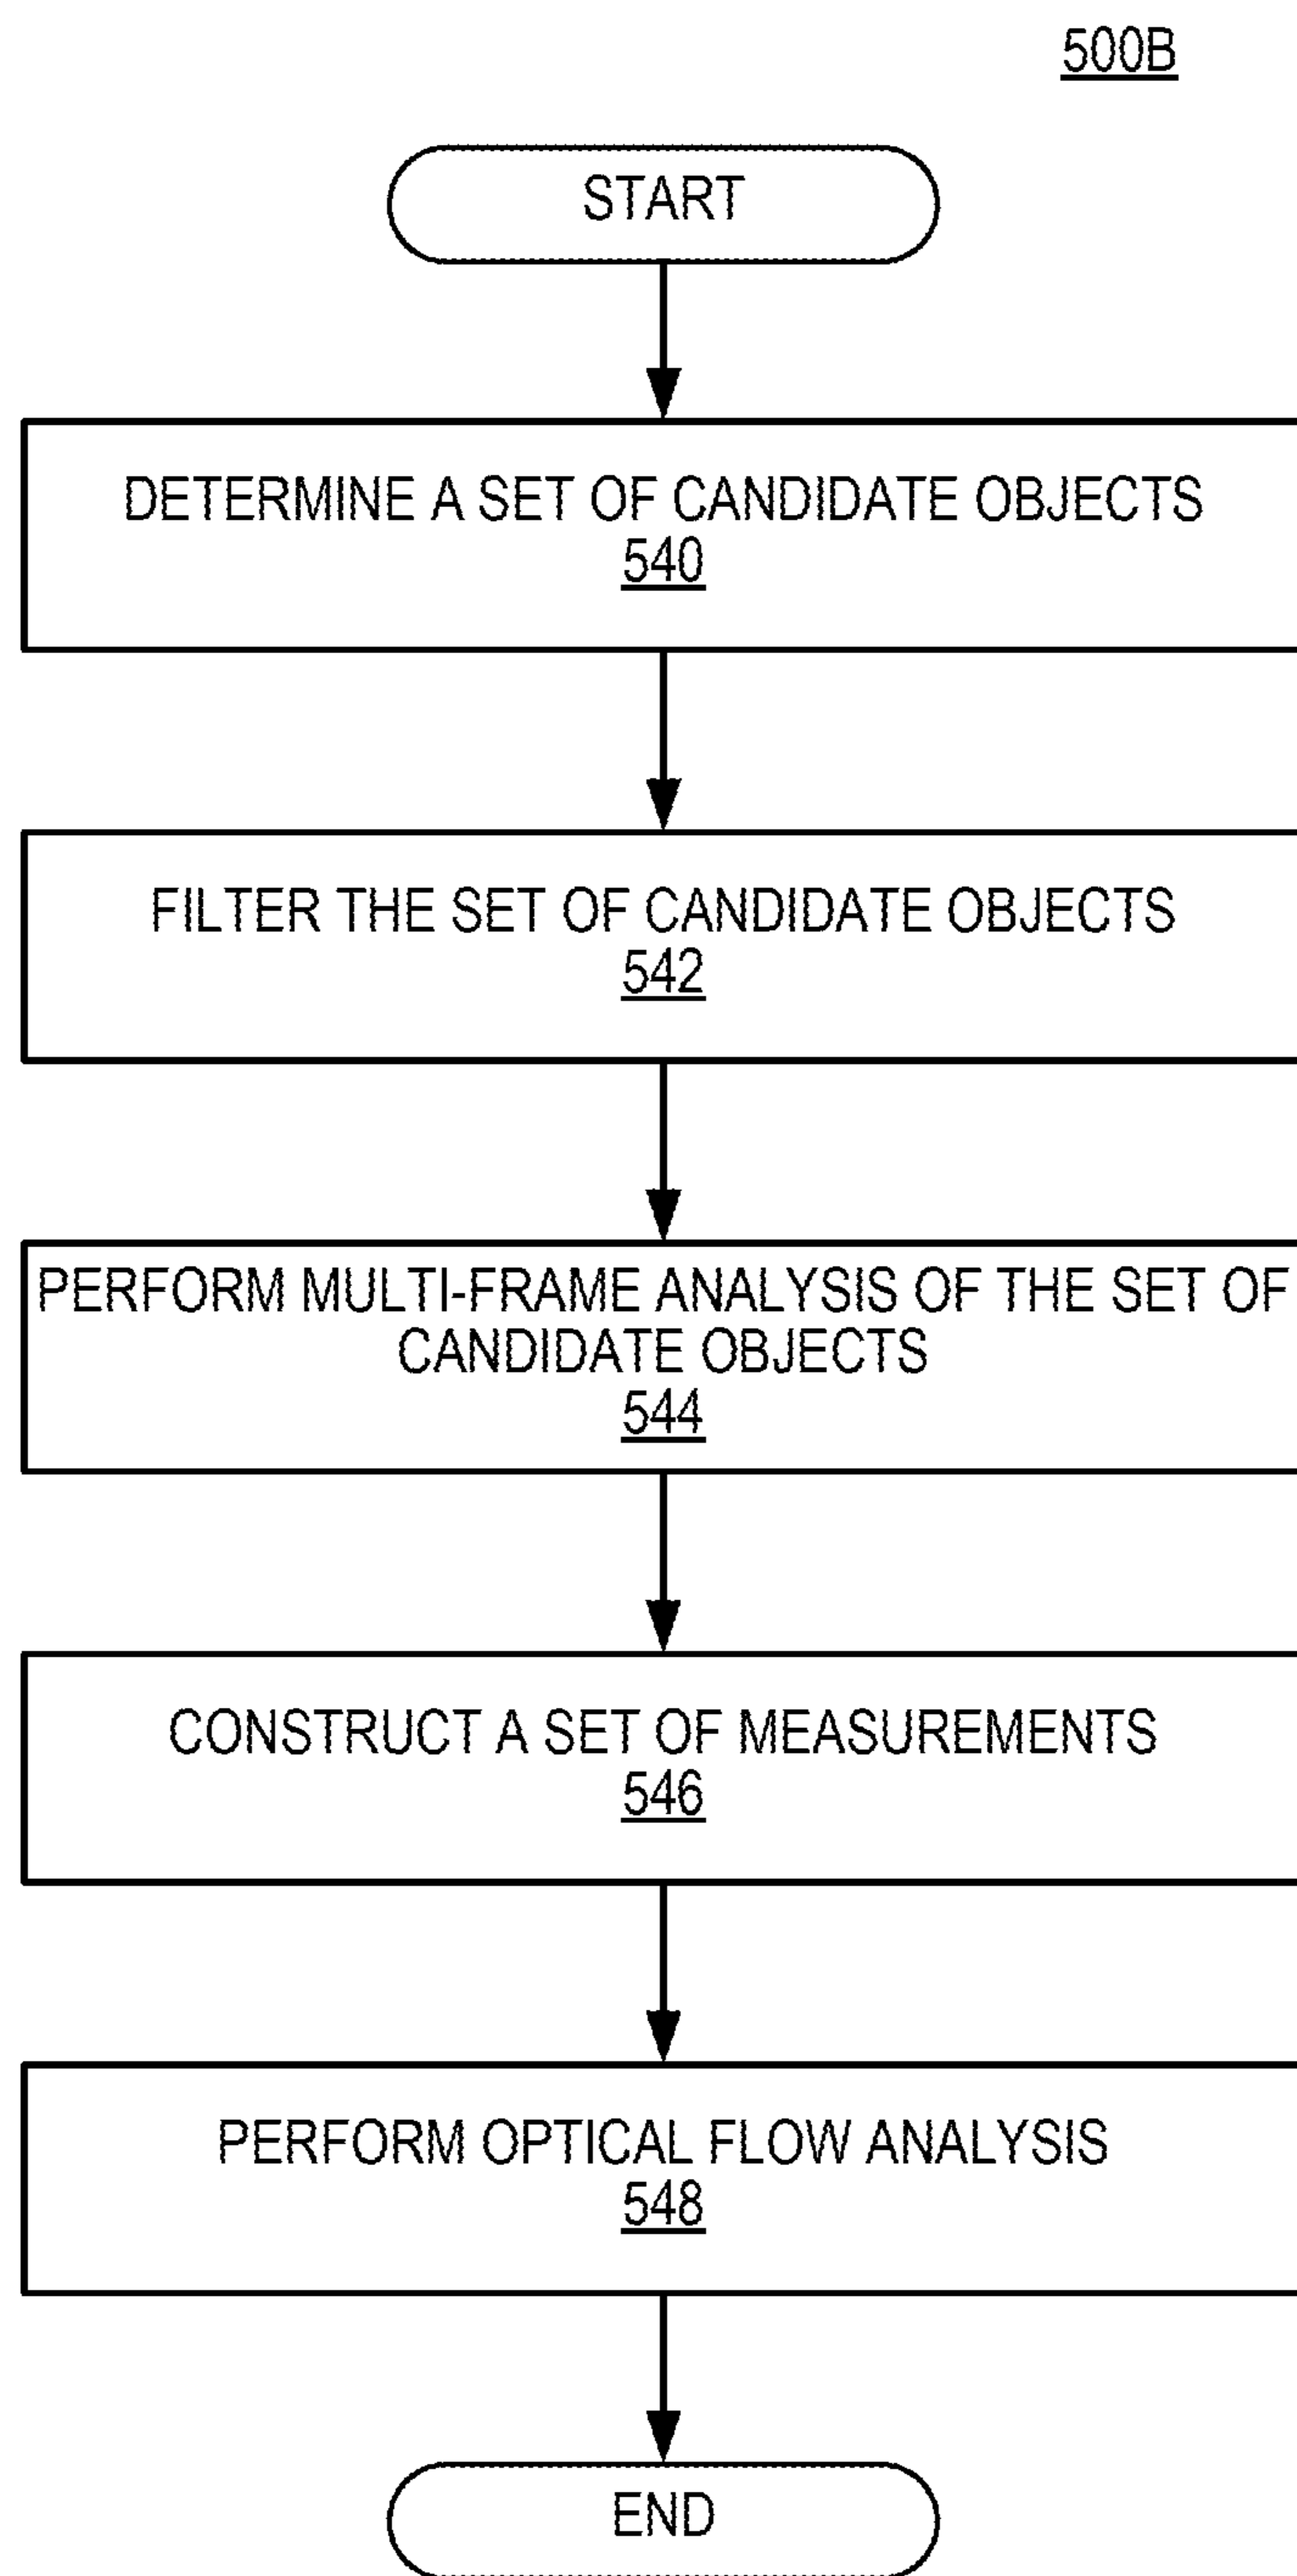 500B
START
DETERMINE A SET OF CANDIDATE OBJECTS
540
FILTER THE SET OF CANDIDATE OBJECTS
542
PERFORM MULTI-FRAME ANALYSIS OF THE SET OF
CANDIDATE OBJECTS
544
CONSTRUCT A SET OF MEASUREMENTS
546
PERFORM OPTICAL FLOW ANALYSIS
548
END